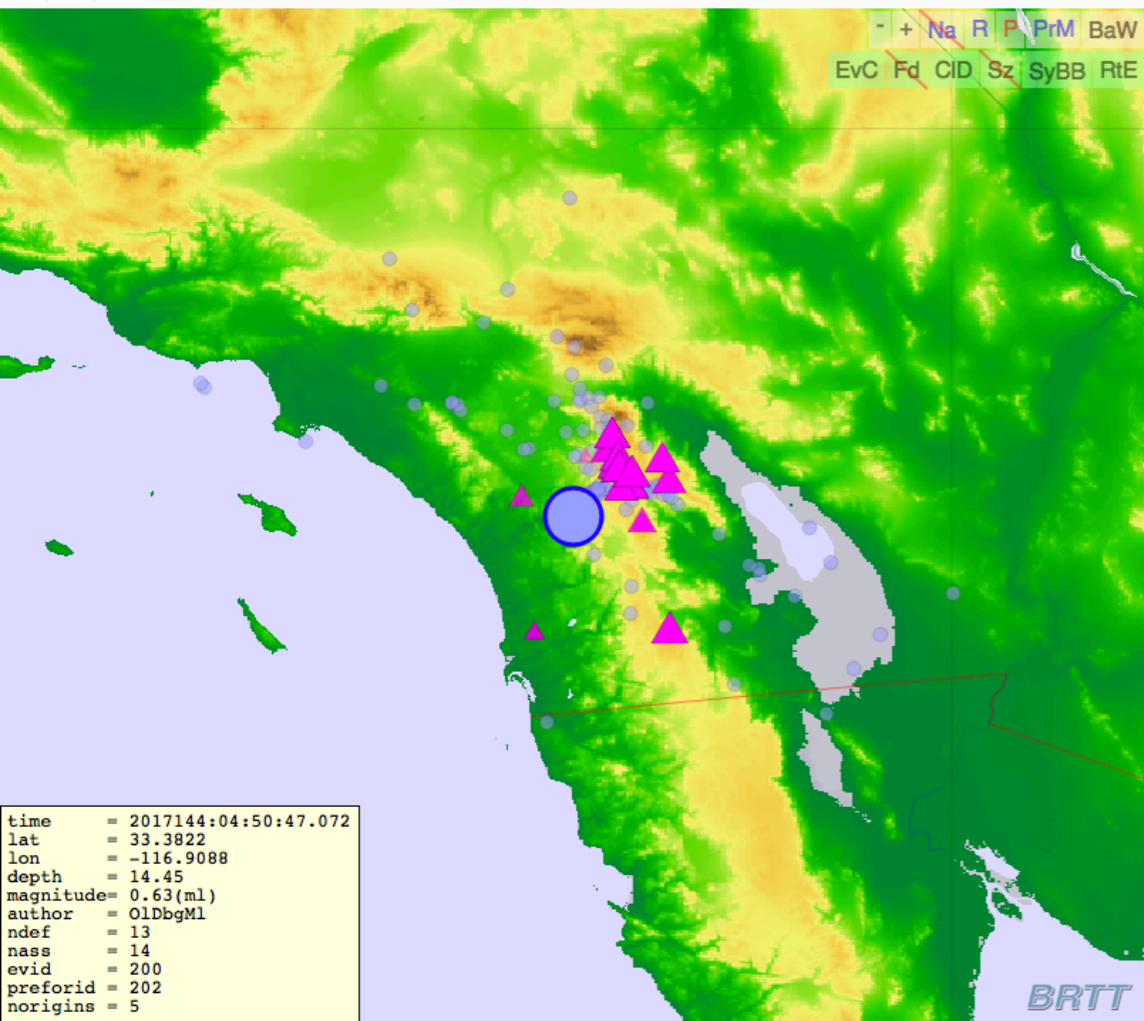 - + Na R P PrM BaW
EvC Fd CID Sz SyBB RtE
time = 2017144:04:50:47.072
lat = 33.3822
lon = -116.9088
depth = 14.45
magnitude= 0.63(ml)
author = OlDbgMl
ndef = 13
nass = 14
evid = 200
preforid = 202
norigins = 5
BRTT